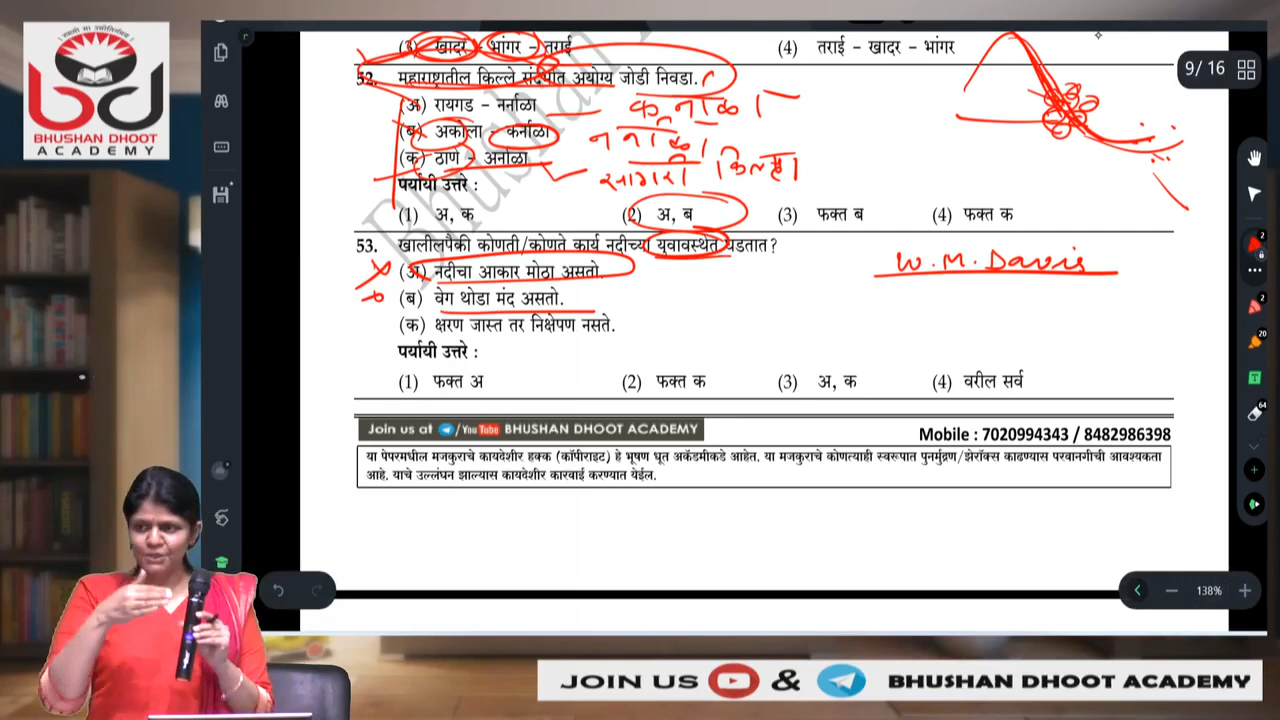 BHUSHAN DHOOT
ACADEMY
(3) खादर - भांगर - तराई
(4) तराई - खादर - भांगर
9/16
52. महाराष्ट्रातील किल्ले संदर्भात अयोग्य जोडी निवडा.
(अ) रायगड - नर्नाळा
कर्नाळा
(ब) अकोला - कर्नाळा
नर्नाळा
(क) ठाणे - अर्नाळा
सागरी किल्ला
पर्यायी उत्तरे :
(1) अ, क
(2) अ, ब
(3) फक्त ब
(4) फक्त क
53. खालीलपैकी कोणती/कोणते कार्य नदीच्या युवावस्थेत घडतात?
W. M. Davis
(अ) नदीचा आकार मोठा असतो.
(ब) वेग थोडा मंद असतो.
(क) क्षरण जास्त तर निक्षेपण नसते.
पर्यायी उत्तरे :
(1) फक्त अ
(2) फक्त क
(3) अ, क
(4) वरील सर्व
Join us at /You Tube BHUSHAN DHOOT ACADEMY
Mobile : 7020994343 / 8482986398
या पेपरमधील मजकुराचे कायदेशीर हक्क (कॉपीराइट) हे भूषण धूत अकॅडमीकडे आहेत. या मजकुराचे कोणत्याही स्वरूपात पुनर्मुद्रण/झेरॉक्स काढण्यास परवानगीची आवश्यकता
आहे. याचे उल्लंघन झाल्यास कायदेशीर कारवाई करण्यात येईल.
138%
JOIN US & BHUSHAN DHOOT ACADEMY